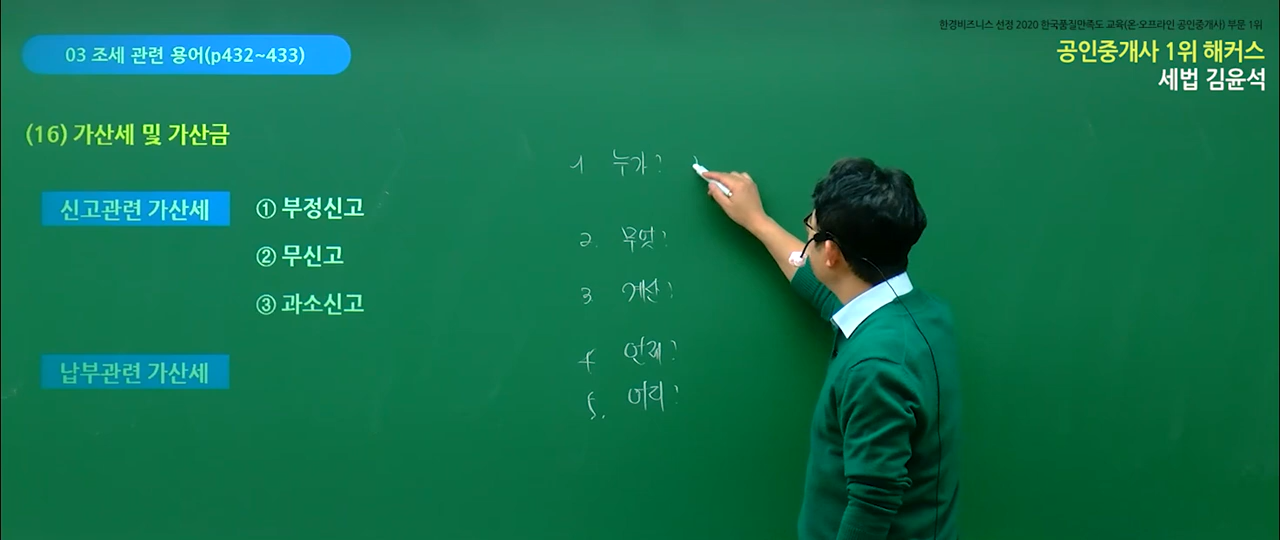 한경비즈니스 선정 2020 한국품질만족도 교육(온·오프라인 공인중개사) 부문 1위
공인중개사 1위 해커스
세법 김윤석
03 조세 관련 용어(p432~433)
(16) 가산세 및 가산금
신고관련 가산세
① 부정신고
② 무신고
③ 과소신고
납부관련 가산세
1 누가?
2. 무엇?
3 계산?
4 언제?
5. 어디?